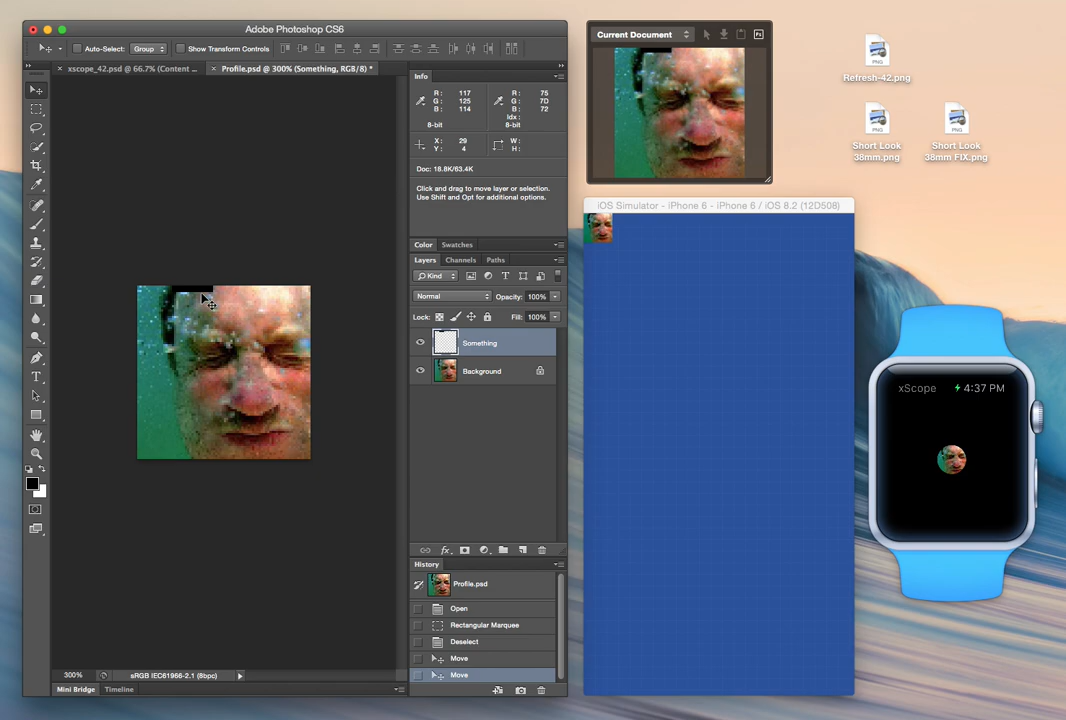 Adobe Photoshop CS6
Auto-Select: Group Show Transform Controls
xscope_42.psd @ 66.7% (Content ... Profile.psd @ 300% (Something, RGB/8) *
Info
R: 117 R: 75
G: 125 G: 7D
B: 114 B: 72
Idx:
8-bit 8-bit
X: 29 W:
Y: 4 H:
Doc: 18.8K/63.4K
Click and drag to move layer or selection.
Use Shift and Opt for additional options.
Color Swatches
Layers Channels Paths
Kind T
Normal Opacity: 100%
Lock: Fill: 100%
Something
Background
History
Profile.psd
Open
Rectangular Marquee
Deselect
Move
Move
300% sRGB IEC61966-2.1 (8bpc)
Mini Bridge Timeline
Current Document Ps
iOS Simulator - iPhone 6 - iPhone 6 / iOS 8.2 (12D508)
PNG
Refresh-42.png
PNG
Short Look
38mm.png
PNG
Short Look
38mm FIX.png
xScope 4:37 PM